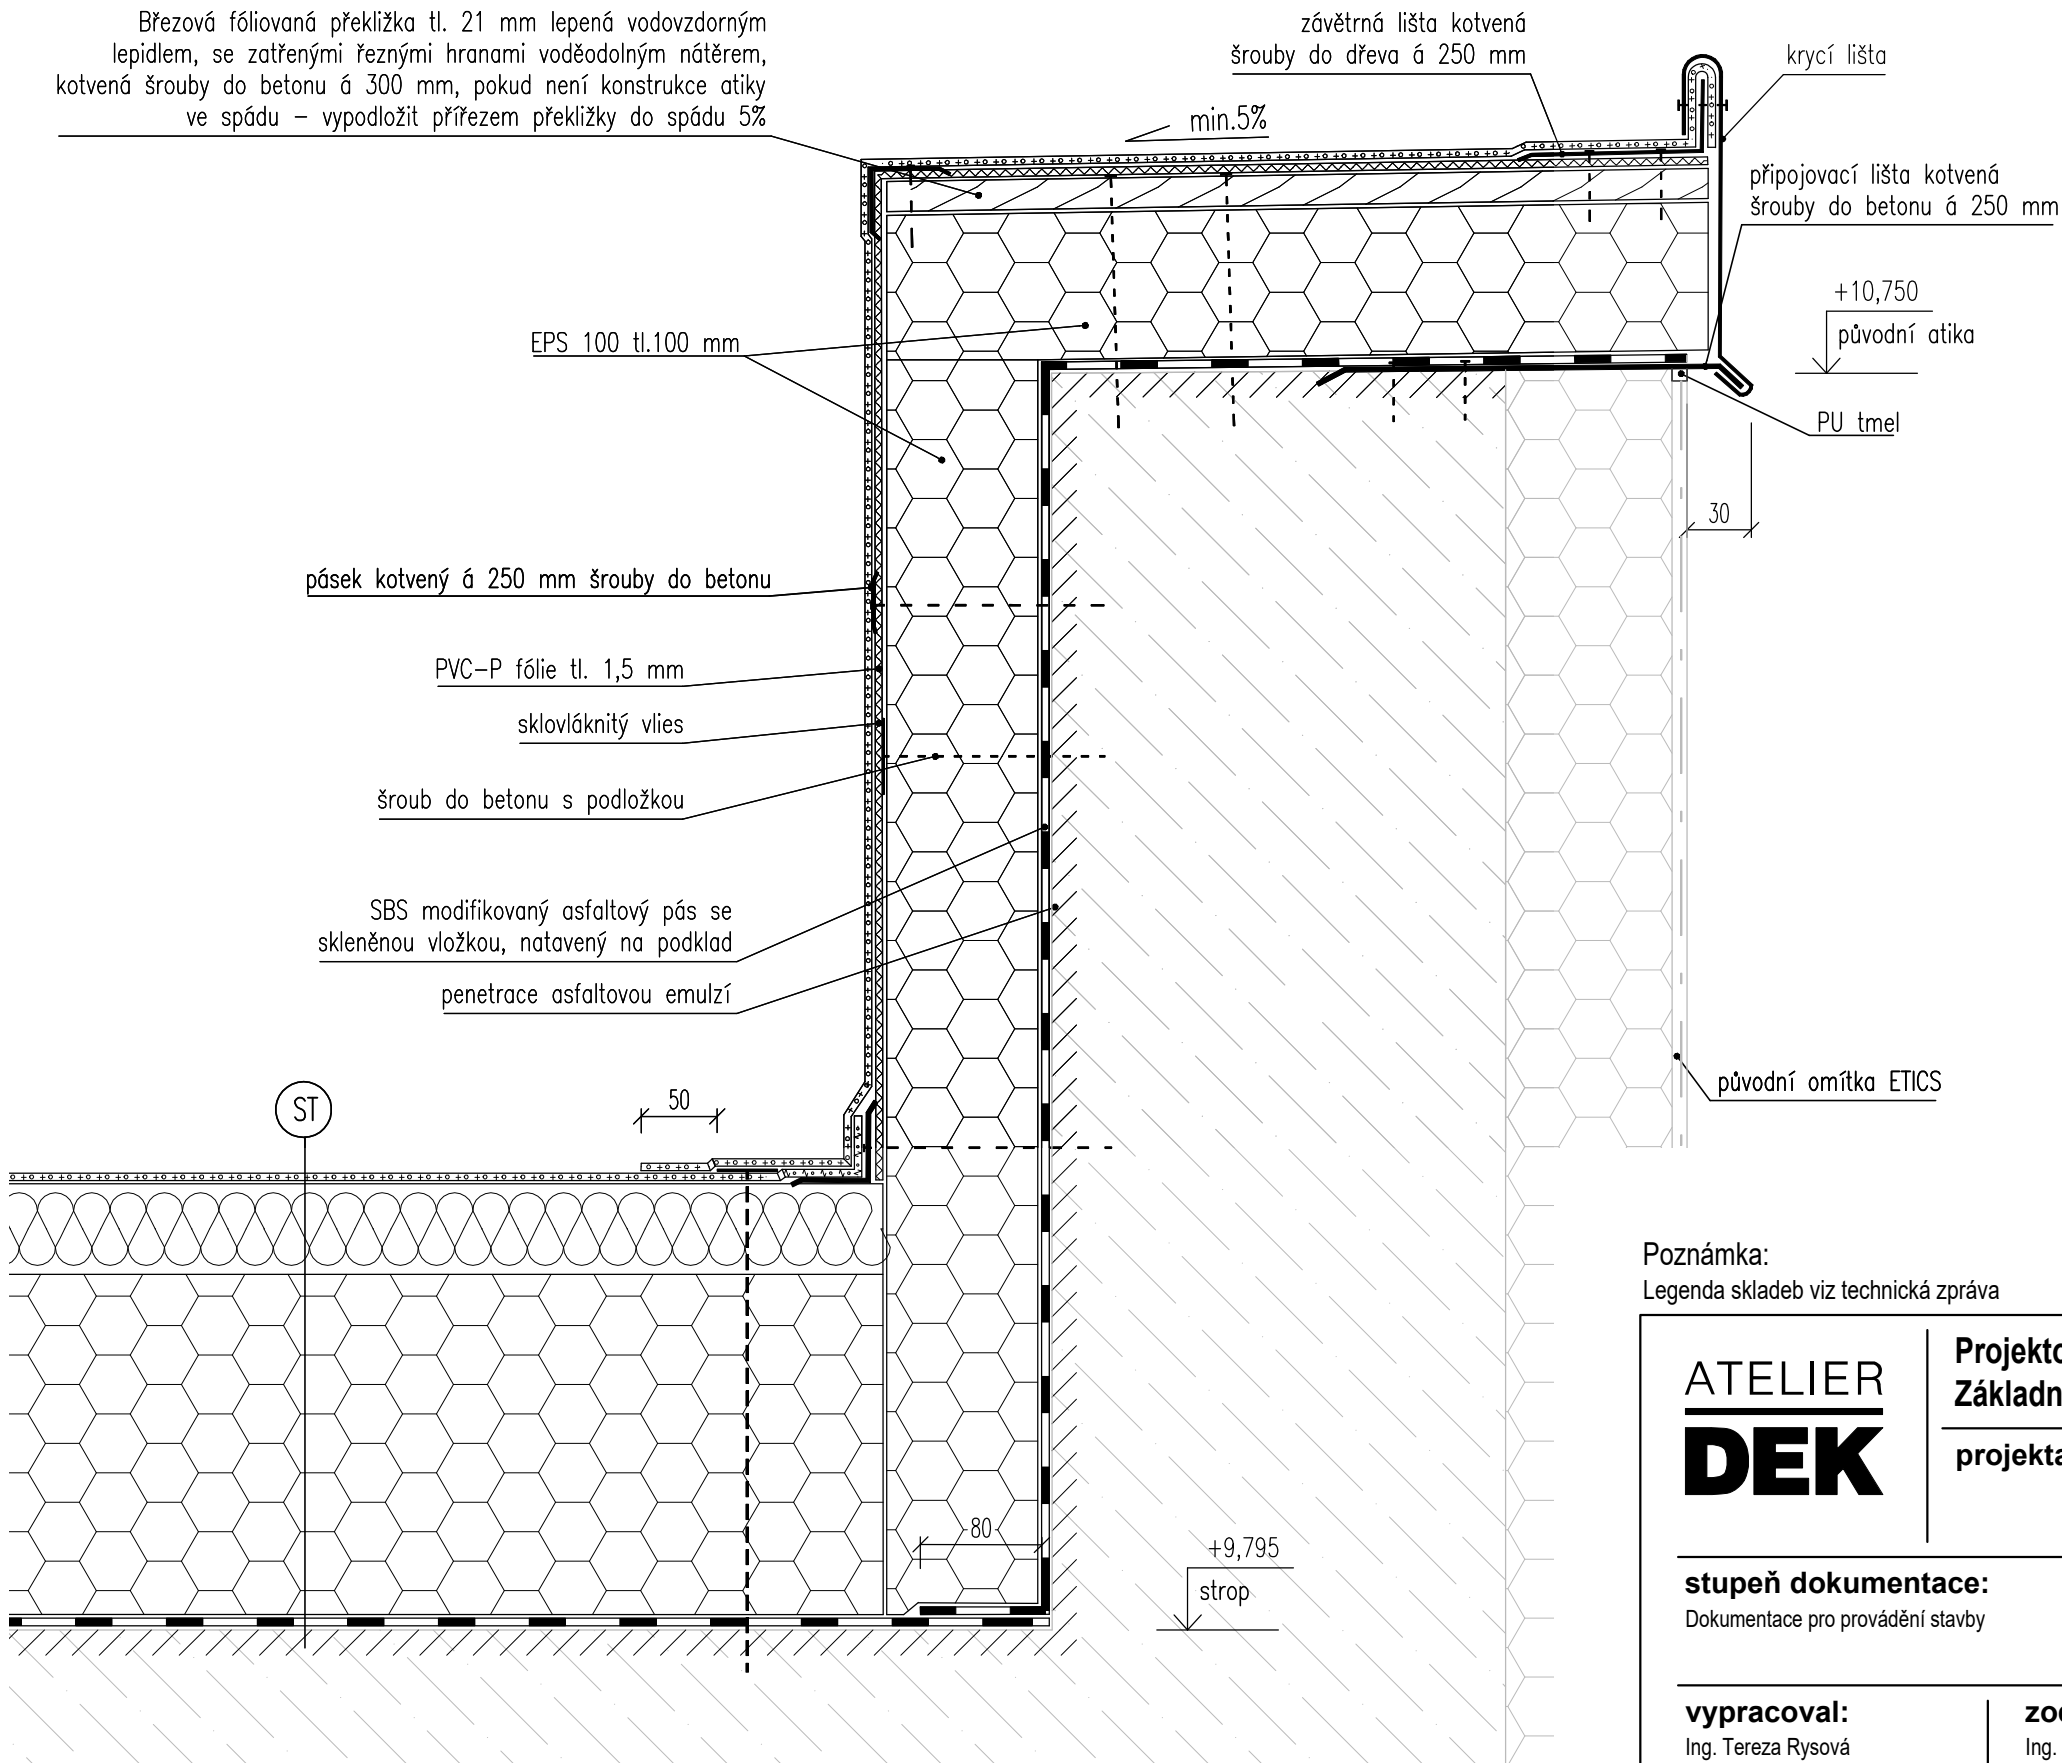 Březová fóliovaná překližka tl. 21 mm lepená vodovzdorným
lepidlem, se zatřenými řeznými hranami voděodolným nátěrem,
kotvená šrouby do betonu á 300 mm, pokud není konstrukce atiky
ve spádu – vypodložit přířezem překližky do spádu 5%
závětrná lišta kotvená
šrouby do dřeva á 250 mm
krycí lišta
min.5%
připojovací lišta kotvená
šrouby do betonu á 250 mm
+10,750
původní atika
EPS 100 tl.100 mm
PU tmel
30
pásek kotvený á 250 mm šrouby do betonu
PVC–P fólie tl. 1,5 mm
sklovláknitý vlies
šroub do betonu s podložkou
SBS modifikovaný asfaltový pás se
skleněnou vložkou, natavený na podklad
penetrace asfaltovou emulzí
původní omítka ETICS
ST
50
80
+9,795
strop
Poznámka:
Legenda skladeb viz technická zpráva
ATELIER
DEK
Projekto
Základn
projekta
stupeň dokumentace:
Dokumentace pro provádění stavby
vypracoval:
Ing. Tereza Rysová
zod
Ing.